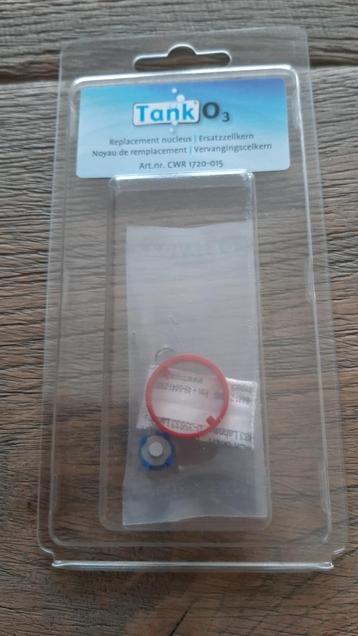 Tank O3
Replacement nucleus | Ersatzzellkern
Noyau de remplacement | Vervangingscelkern
Art.nr. CWR 1720-015